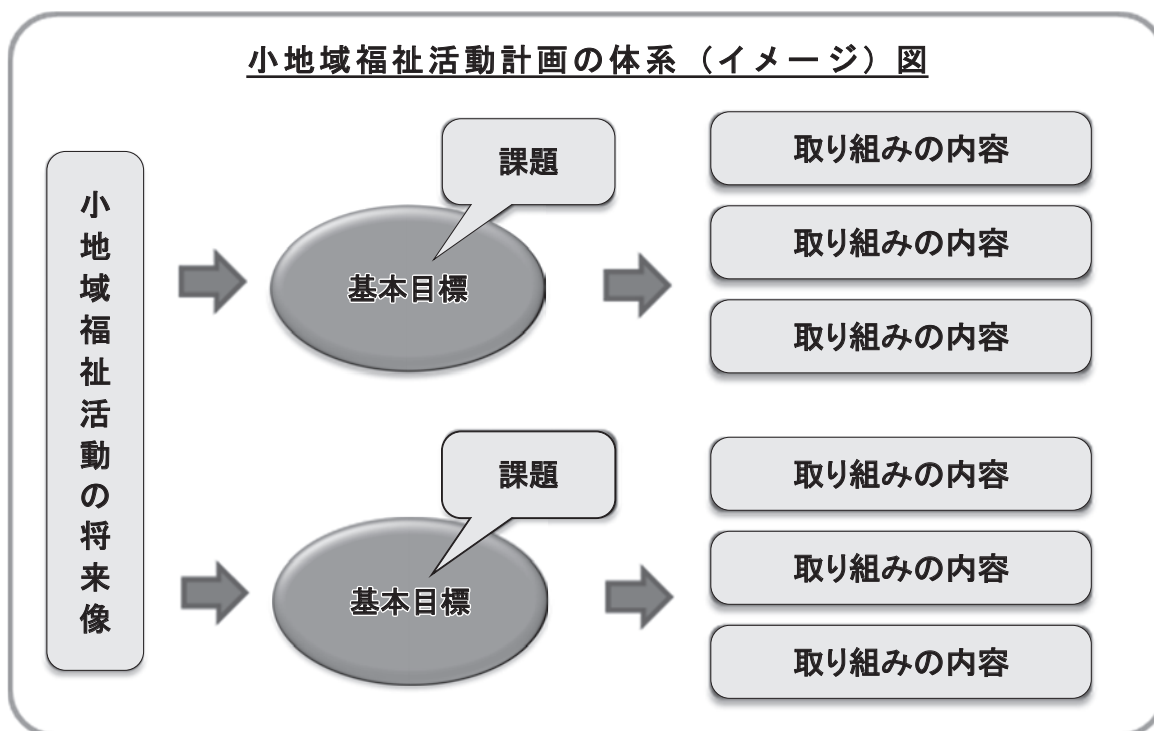 小地域福祉活動計画の体系（イメージ）図
小地域福祉活動の将来像
課題
基本目標
取り組みの内容
取り組みの内容
取り組みの内容
課題
基本目標
取り組みの内容
取り組みの内容
取り組みの内容